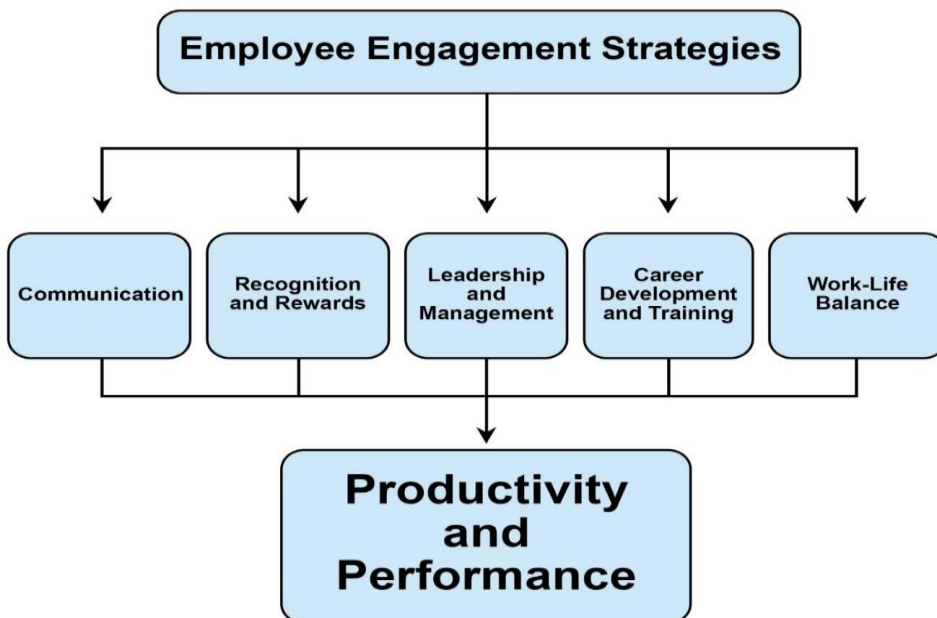 Employee Engagement Strategies
Communication
Recognition
and Rewards
Leadership
and
Management
Career
Development
and Training
Work-Life
Balance
Productivity
and
Performance